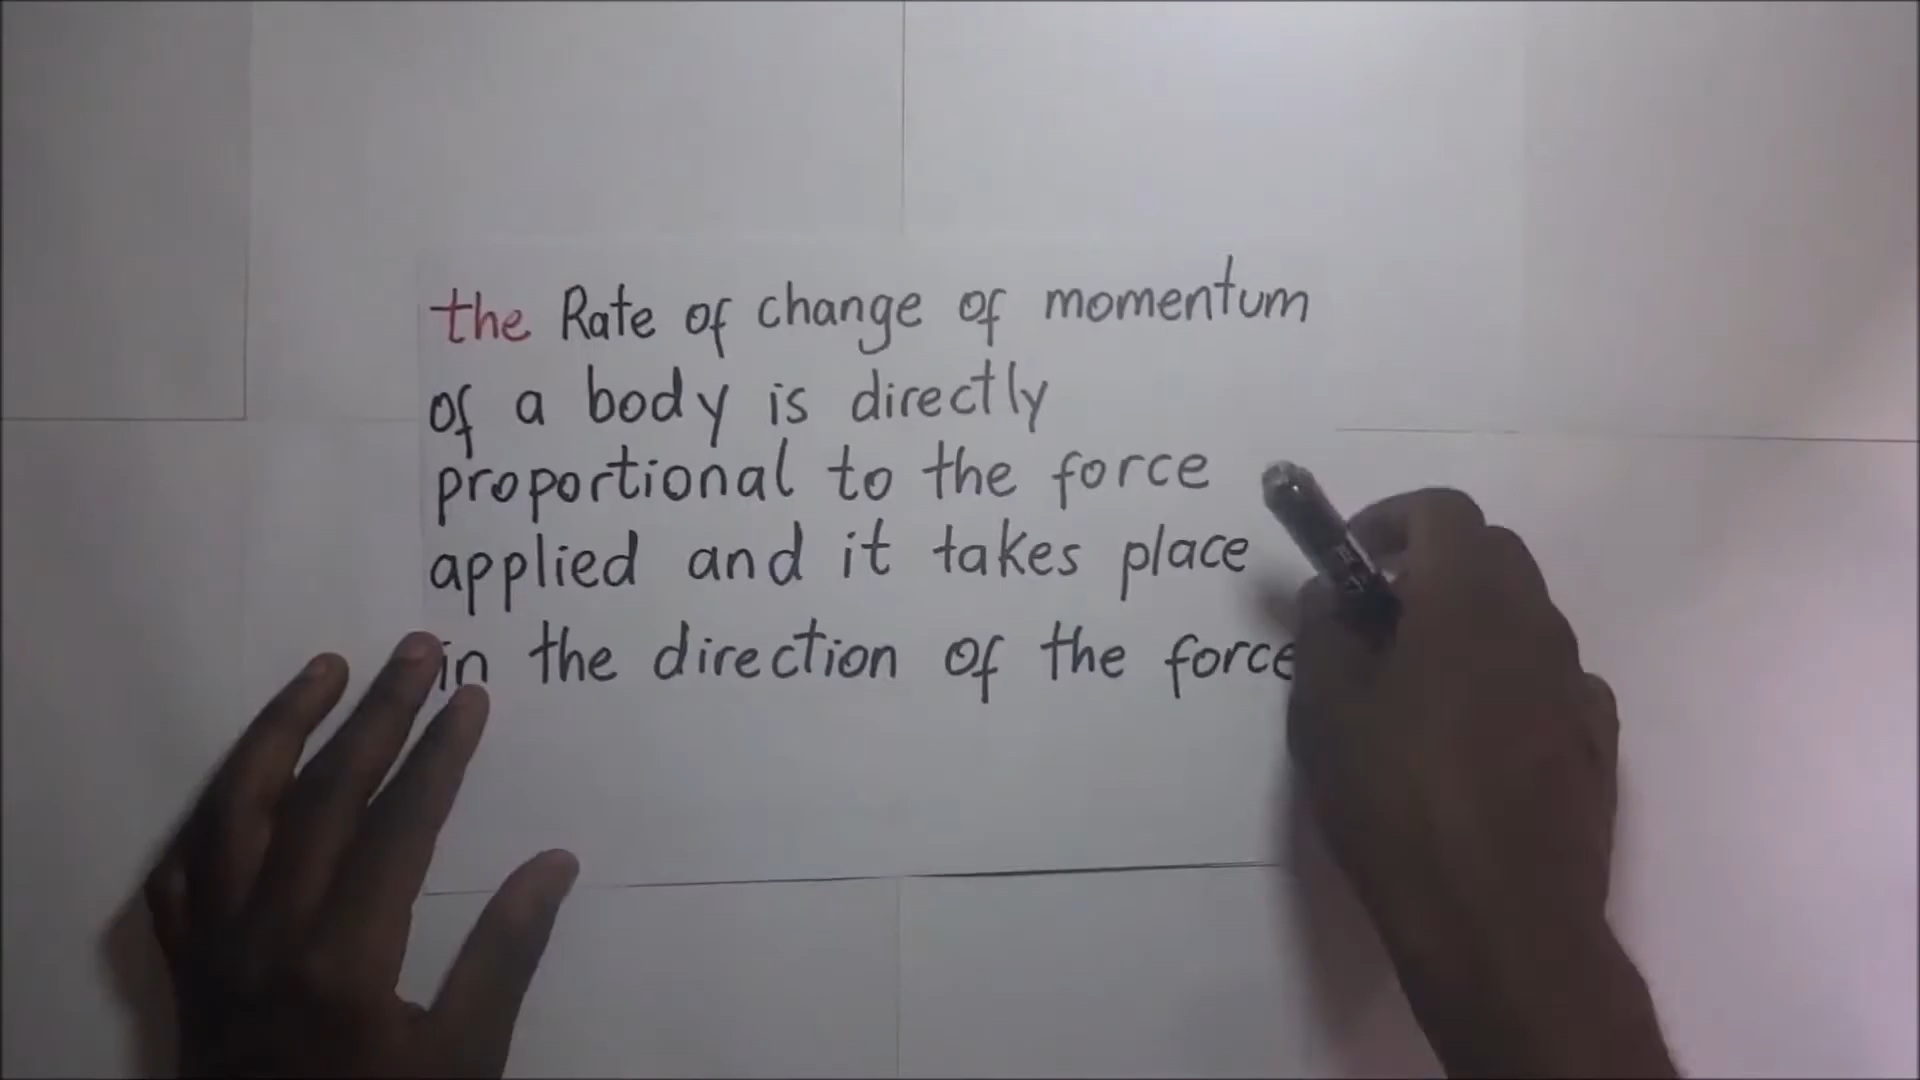 the Rate of change of momentum
of a body is directly
proportional to the force
applied and it takes place
in the direction of the force